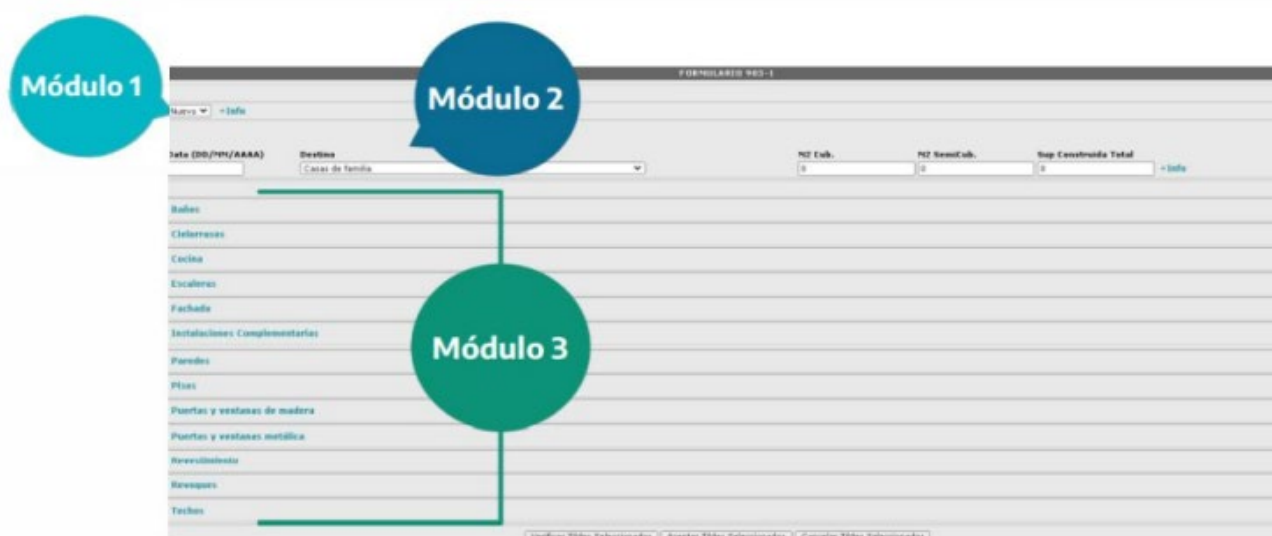 Módulo 1
Módulo 2
FORMULARIO 903-1
Nuevo +Info
Data (DD/MM/AAAA) Destino M2 Cub. M2 SemiCub. Sup Construida Total
Casas de familia 0 0 0 +Info
Baños
Cielorrasos
Cocina
Escaleras
Fachada
Instalaciones Complementarias
Módulo 3
Paredes
Pisos
Puertas y ventanas de madera
Puertas y ventanas metálica
Revestimiento
Revoques
Techos